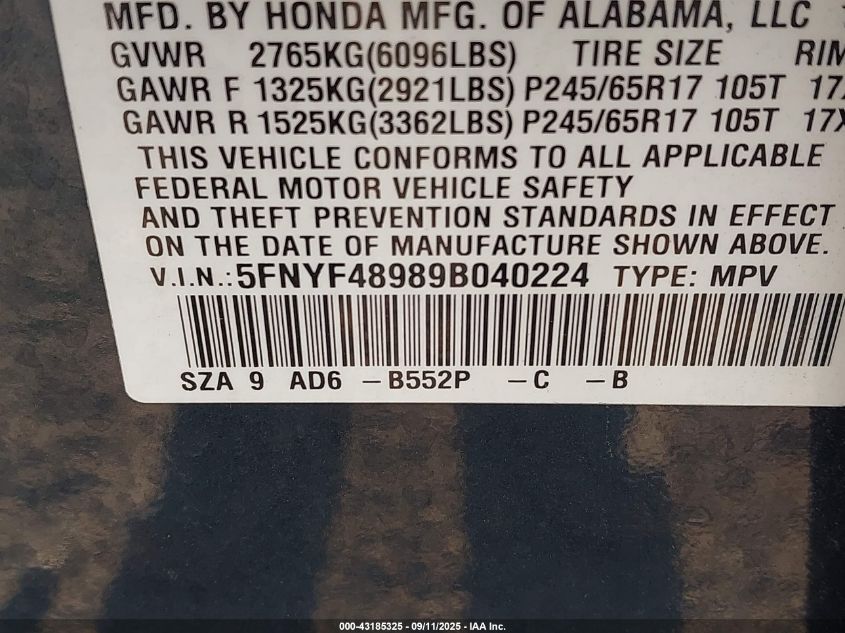 MFD. BY HONDA MFG. OF ALABAMA, LLC
GVWR 2765KG(6096LBS) TIRE SIZE RIM
GAWR F 1325KG(2921LBS) P245/65R17 105T 17X
GAWR R 1525KG(3362LBS) P245/65R17 105T 17X
THIS VEHICLE CONFORMS TO ALL APPLICABLE
FEDERAL MOTOR VEHICLE SAFETY
AND THEFT PREVENTION STANDARDS IN EFFECT
ON THE DATE OF MANUFACTURE SHOWN ABOVE.
V.I.N.: 5FNYF48989B040224 TYPE: MPV
SZA 9 AD6 -B552P -C -B
000-43185325 - 09/11/2025 - IAA Inc.